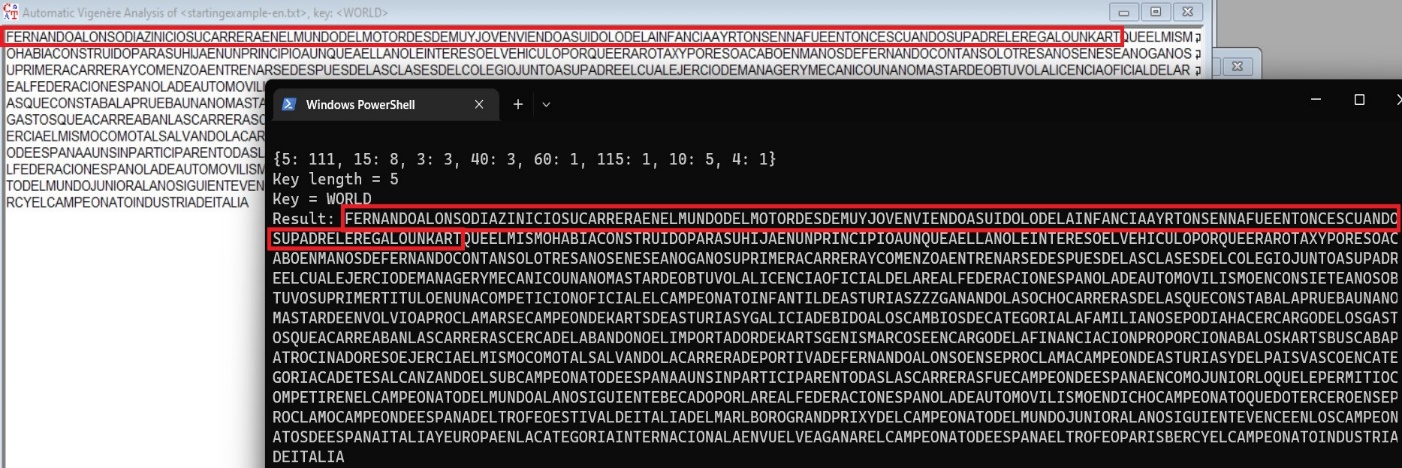 Automatic Vigenère Analysis of <startingexample-en.txt>, key: <WORLD>
FERNANDOALONSODIAZINICIOSUCARRERAENELMUNDODELMOTORDESDEMUYJOVENVIENDOASUIDOLODELAINFANCIAAYRTONSENNAFUEENTONCESCUANDOSUPADRELEREGALOUNKARTQUEELMISM
OHABIACONSTRUIDOPARASUHIJAENUNPRINCIPIOAUNQUEAELLANOLEINTERESOELVEHICULOPORQUEERAROTAXYPORESOACABOENMANOSDEFERNANDOCONTANSOLOTRESANOSENESEANOGANOS
UPRIMERACARRERAYCOMENZOAENTRENARSEDESPUESDELASCLASESDELCOLEGIOJUNTOASUPADREELCUALEJERCIODEMANAGERYMECANICOUNANOMASTARDEOBTUVOLALICENCIAOFICIALDELAR
EALFEDERACIONESPANOLADEAUTOMOVILI
ASQUECONSTABALAPRUEBAUNANOMASTA
GASTOSQUEACARREABANLASCARRERASC
ERCIAELMISMOCOMOTALSALVANDOLACAR
ODEESPANAAUNSINPARTICIPARENTODASL
LFEDERACIONESPANOLADEAUTOMOVILISM
TODELMUNDOJUNIORALANOSIGUIENTEVEN
RCYELCAMPEONATOINDUSTRIADEITALIA
Windows PowerShell
{5: 111, 15: 8, 3: 3, 40: 3, 60: 1, 115: 1, 10: 5, 4: 1}
Key length = 5
Key = WORLD
Result: FERNANDOALONSODIAZINICIOSUCARRERAENELMUNDODELMOTORDESDEMUYJOVENVIENDOASUIDOLODELAINFANCIAAYRTONSENNAFUEENTONCESCUANDO
SUPADRELEREGALOUNKARTQUEELMISMOHABIACONSTRUIDOPARASUHIJAENUNPRINCIPIOAUNQUEAELLANOLEINTERESOELVEHICULOPORQUEERAROTAXYPORESOAC
ABOENMANOSDEFERNANDOCONTANSOLOTRESANOSENESEANOGANOSUPRIMERACARRERAYCOMENZOAENTRENARSEDESPUESDELASCLASESDELCOLEGIOJUNTOASUPADR
EELCUALEJERCIODEMANAGERYMECANICOUNANOMASTARDEOBTUVOLALICENCIAOFICIALDELAREALFEDERACIONESPANOLADEAUTOMOVILISMOENCONSIETEANOSOB
TUVOSUPRIMERTITULOENUNACOMPETICIONOFICIALELCAMPEONATOINFANTILDEASTURIASZZZGANANDOLASOCHOCARRERASDELASQUECONSTABALAPRUEBAUNANO
MASTARDEENVOLVIOAPROCLAMARSECAMPEONDEKARTSDEASTURIASYGALICIADEBIDOALOSCAMBIOSDECATEGORIALAFAMILIANOSEPODIAHACERCARGODELOSGAST
OSQUEACARREABANLASCARRERASCERCADELABANDONOELIMPORTADORDEKARTSGENISMARCOSEENCARGODELAFINANCIACIONPROPORCIONABALOSKARTSBUSCABAP
ATROCINADORESOEJERCIAELMISMOCOMOTALSALVANDOLACARRERADEPORTIVADEFERNANDOALONSOENSEPROCLAMACAMPEONDEASTURIASYDELPAISVASCOENCATE
GORIACADETESALCANZANDOELSUBCAMPEONATODEESPANAAUNSINPARTICIPARENTODASLASCARRERASFUECAMPEONDEESPANAENCOMOJUNIORLOQUELEPERMITIOC
OMPETIRENELCAMPEONATODELMUNDOALANOSIGUIENTEBECADOPORLAREALFEDERACIONESPANOLADEAUTOMOVILISMOENDICHOCAMPEONATOQUEDOTERCEROENSEP
ROCLAMOCAMPEONDEESPANADELTROFEOESTIVALDEITALIADELMARLBOROGRANDPRIXYDELCAMPEONATODELMUNDOJUNIORALANOSIGUIENTEVENCEENLOSCAMPEON
ATOSDEESPANAITALIAYEUROPAENLACATEGORIAINTERNACIONALAENVUELVEAGANARELCAMPEONATODEESPANAELTROFEOPARISBERCYELCAMPEONATOINDUSTRIA
DEITALIA